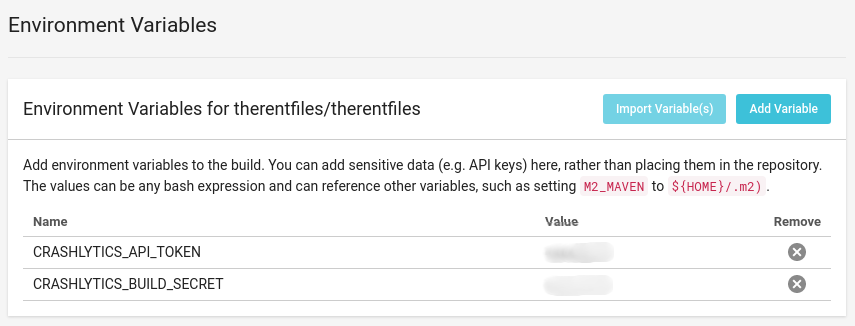 Environment Variables
Environment Variables for therentfiles/therentfiles
Import Variable(s)
Add Variable
Add environment variables to the build. You can add sensitive data (e.g. API keys) here, rather than placing them in the repository.
The values can be any bash expression and can reference other variables, such as setting M2_MAVEN to ${HOME}/.m2).
Name Value Remove
CRASHLYTICS_API_TOKEN
CRASHLYTICS_BUILD_SECRET